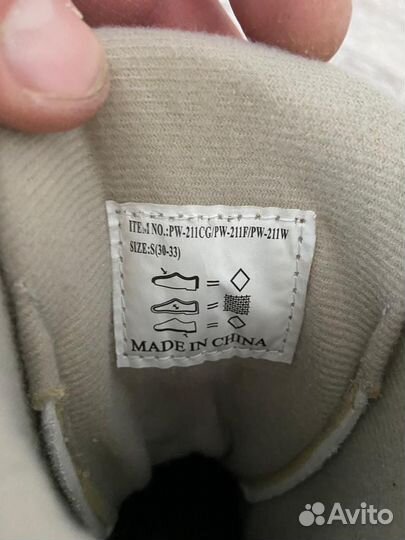 ITEM NO.:PW-211CG/PW-211F/PW-211W
SIZE:S(30-33)
=
=
=
MADE IN CHINA
Avito